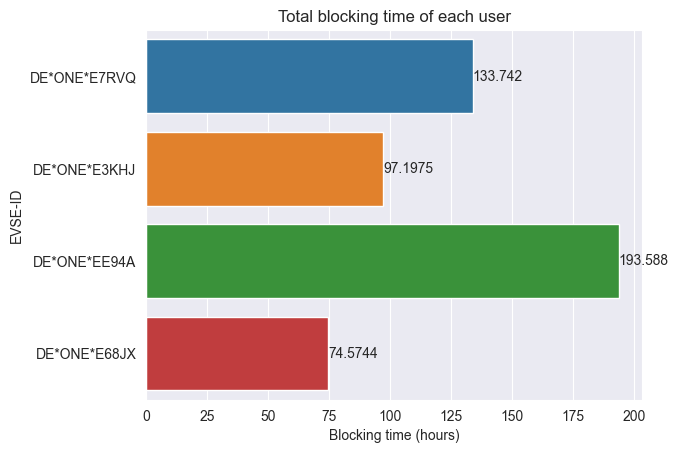 Total blocking time of each user
EVSE-ID
DE*ONE*E7RVQ
133.742
DE*ONE*E3KHJ
97.1975
DE*ONE*EE94A
193.588
DE*ONE*E68JX
74.5744
0 25 50 75 100 125 150 175 200
Blocking time (hours)